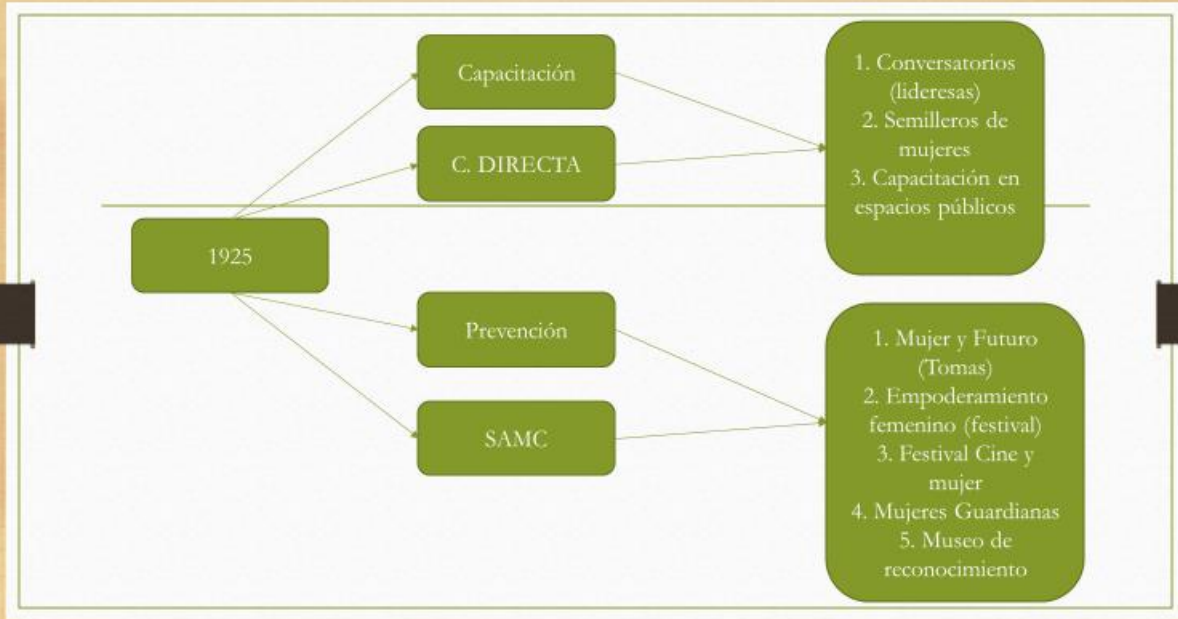 Capacitación
C. DIRECTA
1. Conversatorios
(lideresas)
2. Semilleros de
mujeres
3. Capacitación en
espacios públicos
1925
Prevención
SAMC
1. Mujer y Futuro
(Tomas)
2. Empoderamiento
femenino (festival)
3. Festival Cine y
mujer
4. Mujeres Guardianas
5. Museo de
reconocimiento